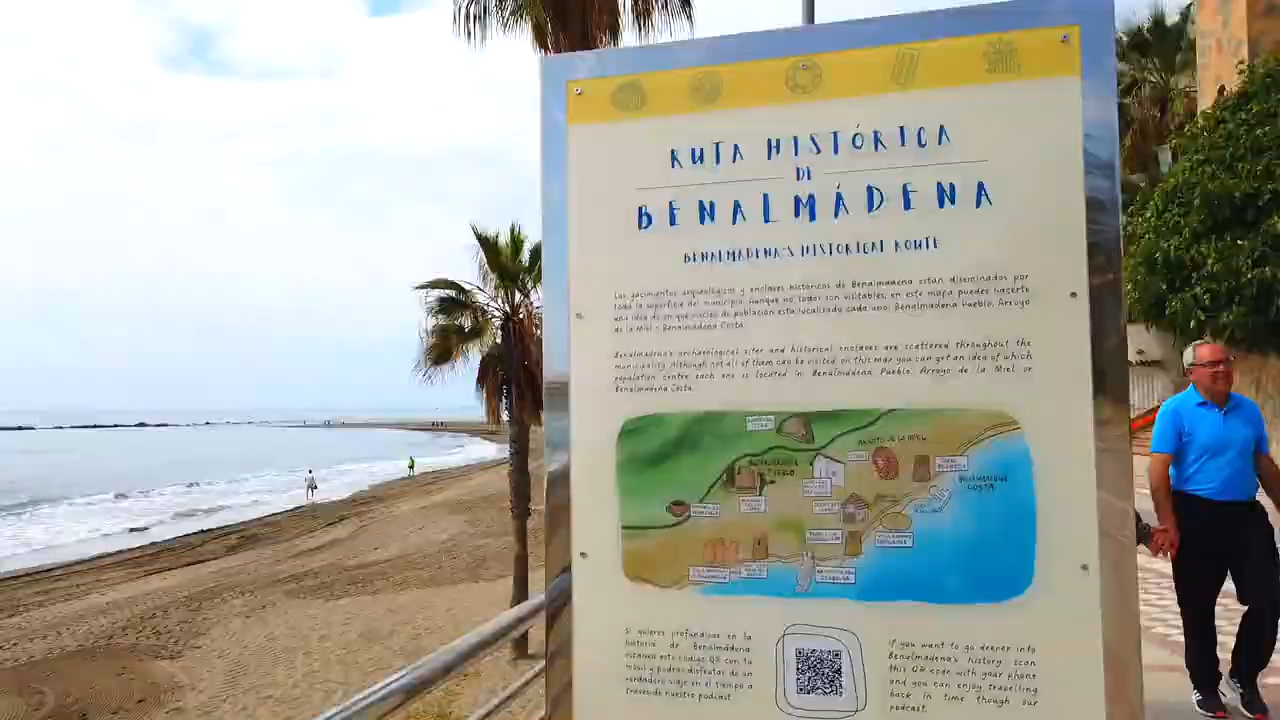 RUTA HISTÓRICA
DE
BENALMÁDENA
BENALMADENA'S HISTORICAL ROUTE
Los yacimientos arqueológicos y enclaves históricos de Benalmádena están diseminados por
toda la superficie del municipio. Aunque no todos son visitables, en este mapa puedes hacerte
una idea de en qué núcleo de población está localizado cada uno: Benalmádena Pueblo, Arroyo
de la Miel o Benalmádena Costa.
Benalmadena's archaeological sites and historical enclaves are scattered throughout the
municipality. Although not all of them can be visited, on this map you can get an idea of which
population centre each one is located in: Benalmádena Pueblo, Arroyo de la Miel or
Benalmádena Costa.
ARROYO DE LA MIEL
BENALMÁDENA
PUEBLO
BENALMÁDENA
COSTA
Si quieres profundizar en la
historia de Benalmádena,
escanea este código QR con tu
móvil y podrás disfrutar de un
verdadero viaje en el tiempo a
través de nuestro podcast.
If you want to go deeper into
Benalmadena's history, scan
this QR code with your phone
and you can enjoy travelling
back in time though our
podcast.